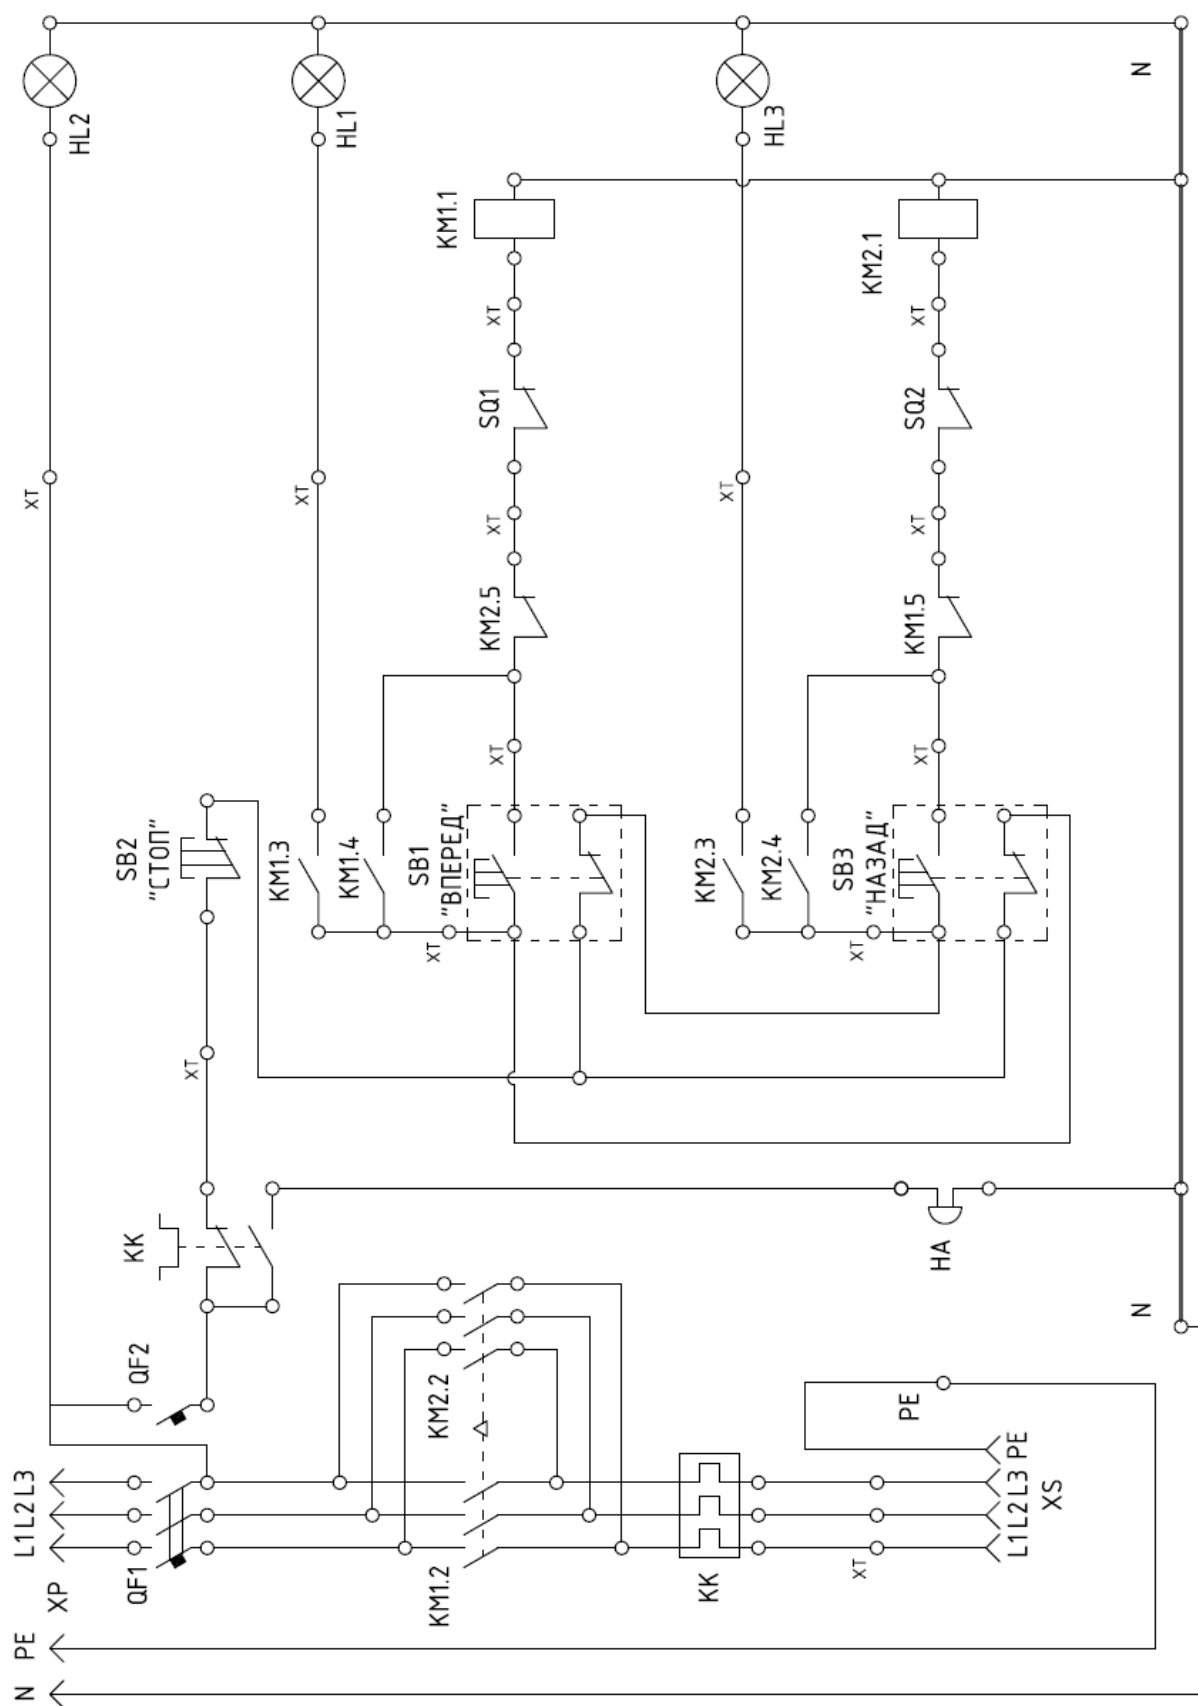 HL2
HL1
HL3
N
KM1.1
KM2.1
XT
XT
SQ1
SQ2
XT
XT
XT
XT
XT
KM2.5
KM1.5
XT
XT
SB2
"СТОП"
KM1.3
KM1.4
SB1
"ВПЕРЕД"
KM2.3
KM2.4
SB3
"НАЗАД"
XT
XT
XT
KK
HA
N
QF2
KM2.2
PE
L1 L2 L3
L1 L2 L3 PE
XS
QF1
KM1.2
KK
XT
XP
PE
N